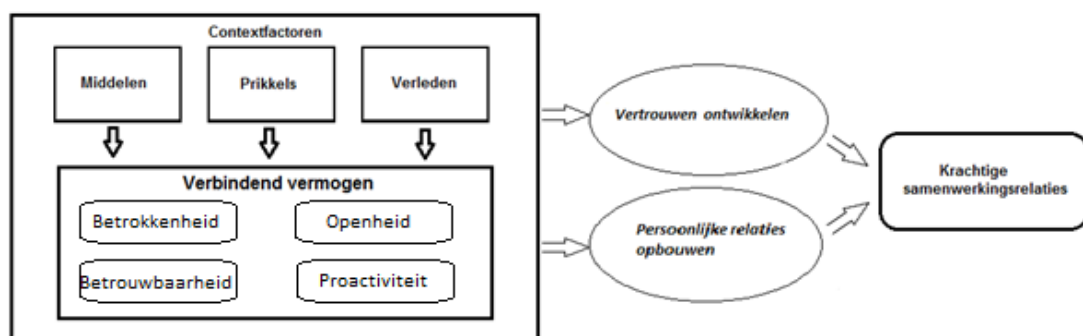 Contextfactoren
Middelen
Prikkels
Verleden
Verbindend vermogen
Betrokkenheid
Openheid
Betrouwbaarheid
Proactiviteit
Vertrouwen ontwikkelen
Persoonlijke relaties
opbouwen
Krachtige
samenwerkingsrelaties